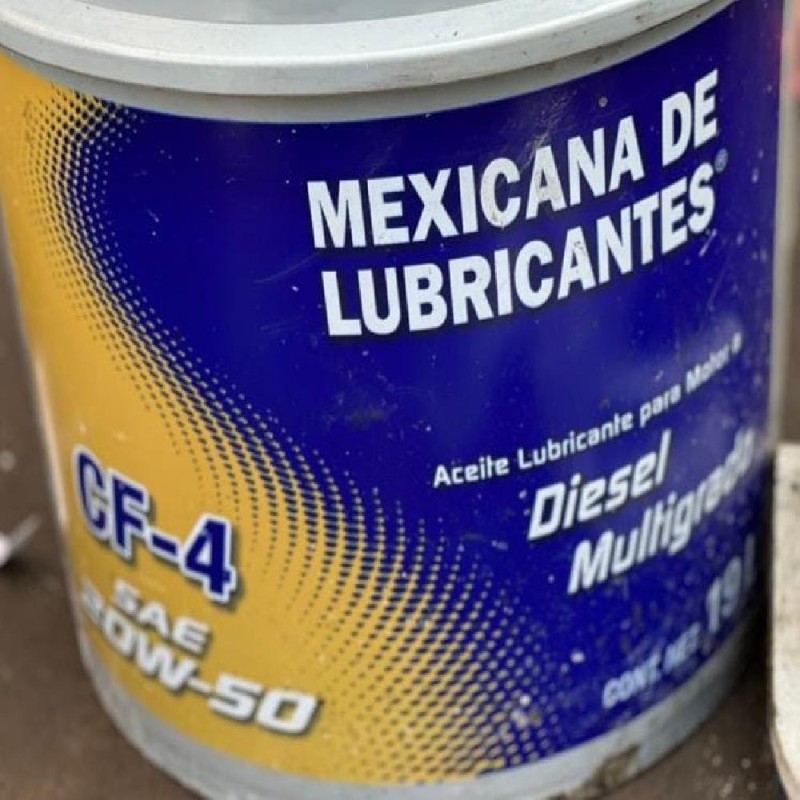 MEXICANA DE
LUBRICANTES®
Aceite Lubricante para Motor a
Diesel
Multigrado
CONT. NET. 19 L
CF-4
SAE
20W-50